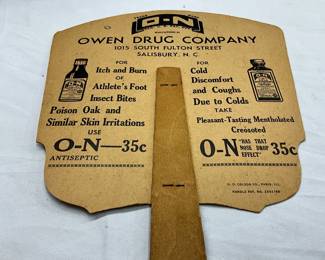 O-N
OWEN DRUG COMPANY
1015 SOUTH FULTON STREET
SALISBURY, N. C.
FOR
Itch and Burn
OF
Athlete's Foot
Insect Bites
Poison Oak and
Similar Skin Irritations
USE
O-N—35c
ANTISEPTIC
FOR
Cold
Discomfort
and Coughs
Due to Colds
TAKE
Pleasant-Tasting Mentholated
Creosoted
O-N "HAS THAT NOSE DROP EFFECT" 35c
O-N